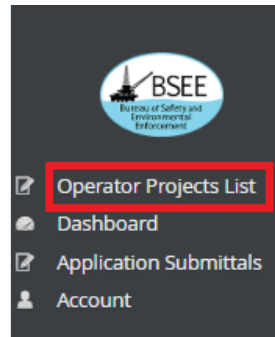 BSEE
Bureau of Safety and
Environmental
Enforcement
Operator Projects List
Dashboard
Application Submittals
Account